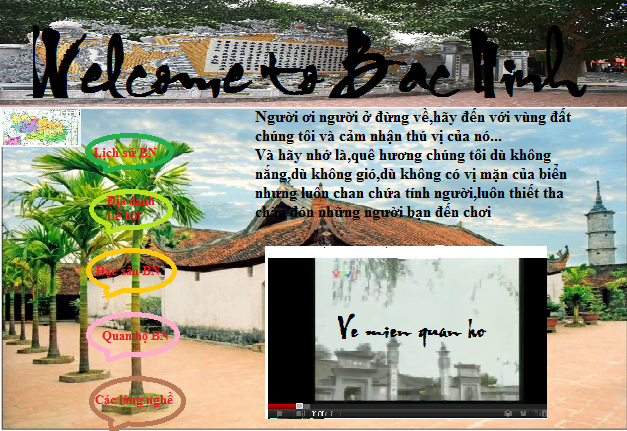 Welcome to Bac Ninh
Người ơi người ở đừng về,hãy đến với vùng đất
chúng tôi và cảm nhận thú vị của nó...
Và hãy nhớ là,quê hương chúng tôi dù không
nắng,dù không gió,dù không có vị mặn của biển
nhưng luôn chan chứa tính người,luôn thiết tha
chào đón những người bạn đến chơi
Lịch sử BN
Địa danh
Lễ hội
Đặc sản BN
Quan họ BN
Các làng nghề
Ve mien quan ho